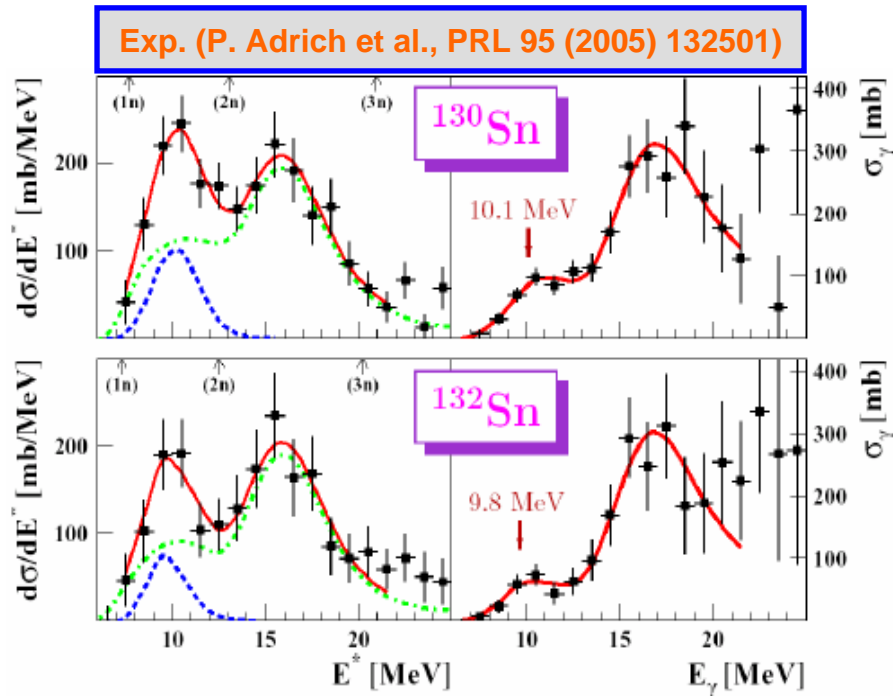 Exp. (P. Adrich et al., PRL 95 (2005) 132501)
(1n) (2n) (3n)
¹³⁰Sn
10.1 MeV
200
100
dσ/dE* [mb/MeV]
400
300
200
100
σγ [mb]
(1n) (2n) (3n)
¹³²Sn
9.8 MeV
200
100
dσ/dE* [mb/MeV]
400
300
200
100
σγ [mb]
10 15 20
E* [MeV]
10 15 20
Eγ [MeV]